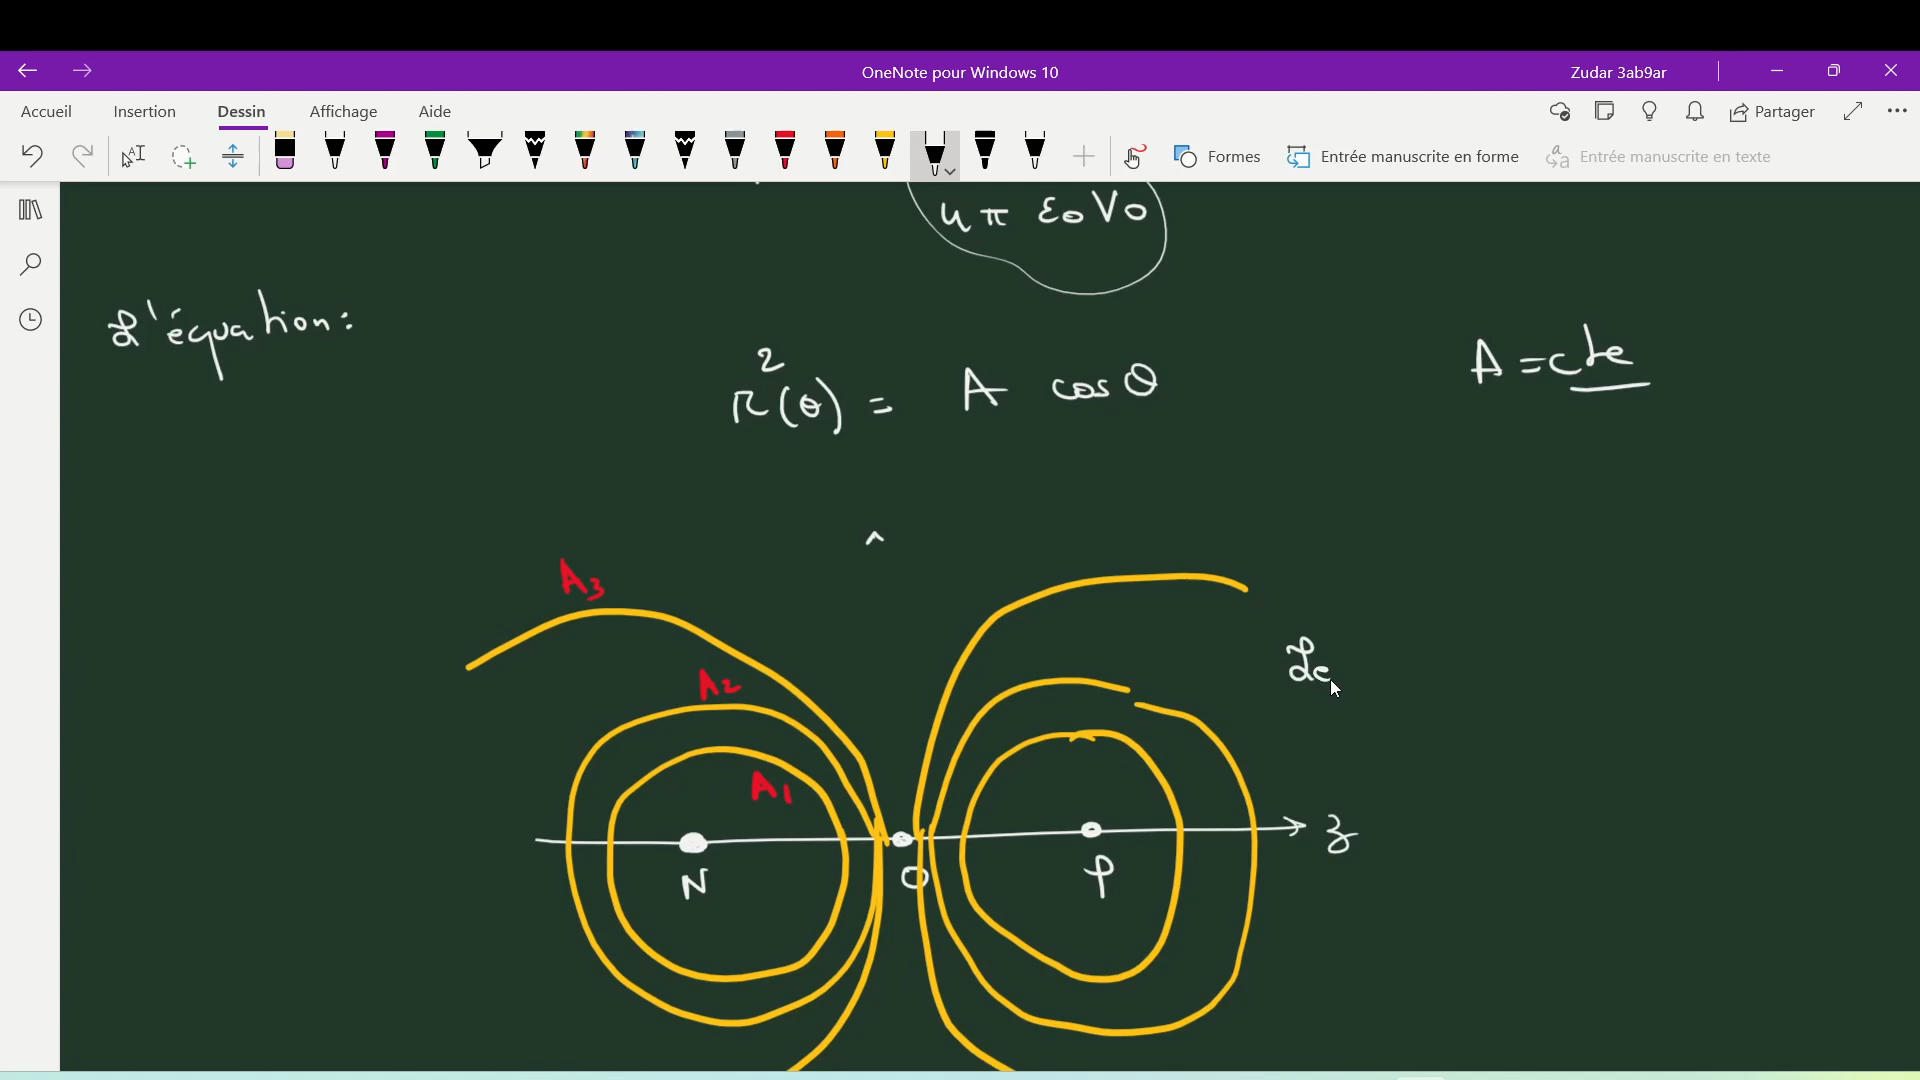 OneNote pour Windows 10
Zudar 3ab9ar
Accueil Insertion Dessin Affichage Aide
Partager
Formes Entrée manuscrite en forme Entrée manuscrite en texte
4π ε0 V0
L'équation:
r²(θ) = A cos θ
A = cte
A3
Le
A2
A1
z
N O P